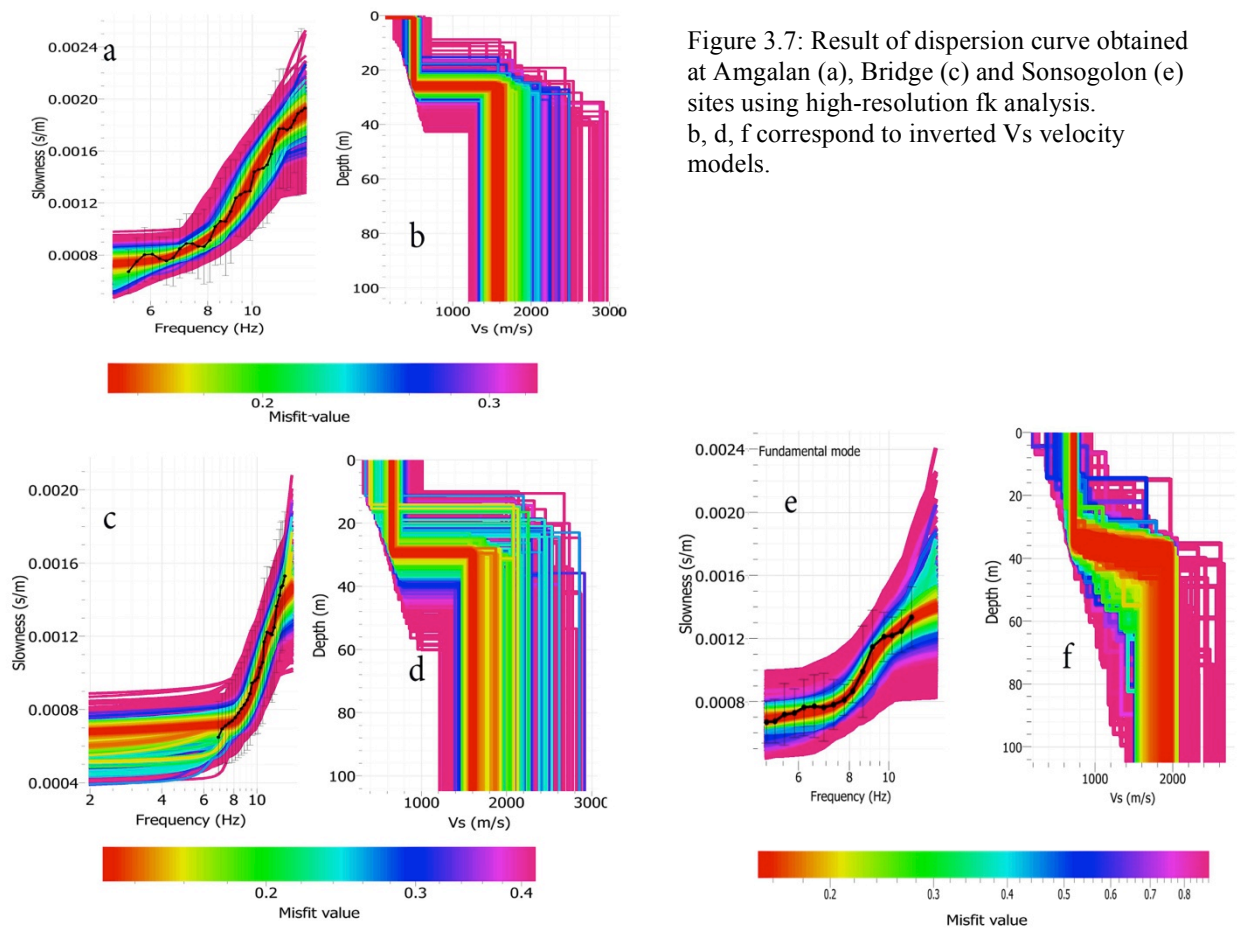 Figure 3.7: Result of dispersion curve obtained
at Amgalan (a), Bridge (c) and Sonsogolon (e)
sites using high-resolution fk analysis.
b, d, f correspond to inverted Vs velocity
models.
a
0.0024
0.0020
0.0016
0.0012
0.0008
Slowness (s/m)
6 8 10
Frequency (Hz)
b
0
20
40
60
80
100
Depth (m)
1000 2000 3000
Vs (m/s)
0.2 0.3
Misfit value
c
0.0020
0.0016
0.0012
0.0008
0.0004
Slowness (s/m)
2 4 6 8 10
Frequency (Hz)
d
0
20
40
60
80
100
Depth (m)
1000 2000 3000
Vs (m/s)
0.2 0.3 0.4
Misfit value
e
Fundamental mode
0.0024
0.0020
0.0016
0.0012
0.0008
Slowness (s/m)
6 8 10
Frequency (Hz)
f
0
20
40
60
80
100
Depth (m)
1000 2000
Vs (m/s)
0.2 0.3 0.4 0.5 0.6 0.7 0.8
Misfit value